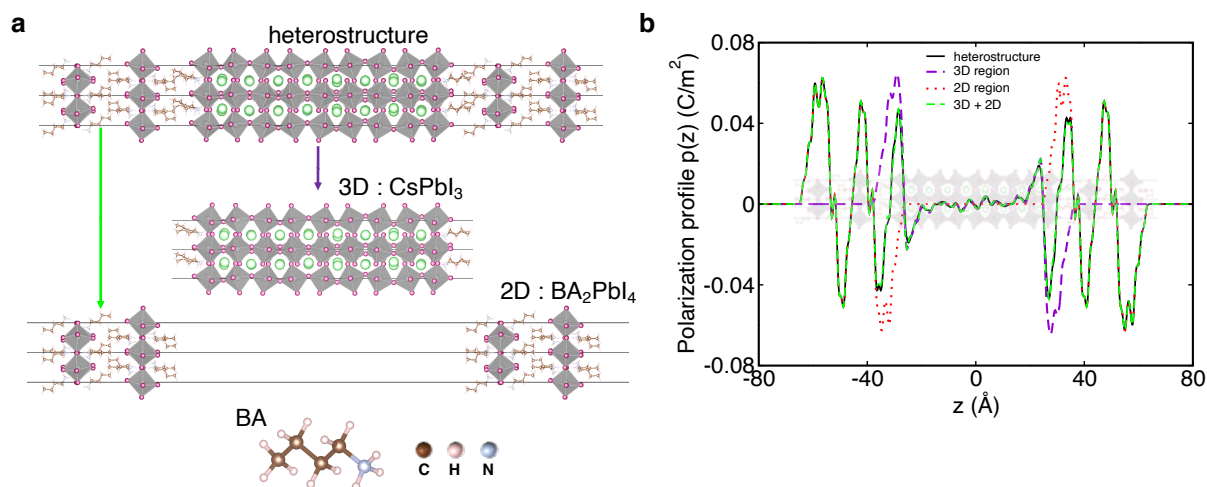 a
heterostructure
3D : CsPbI₃
2D : BA₂PbI₄
BA
C H N
b
Polarization profile p(z) (C/m²)
0.08
0.04
0
-0.04
-0.08
heterostructure
3D region
2D region
3D + 2D
-80 -40 0 40 80
z (Å)